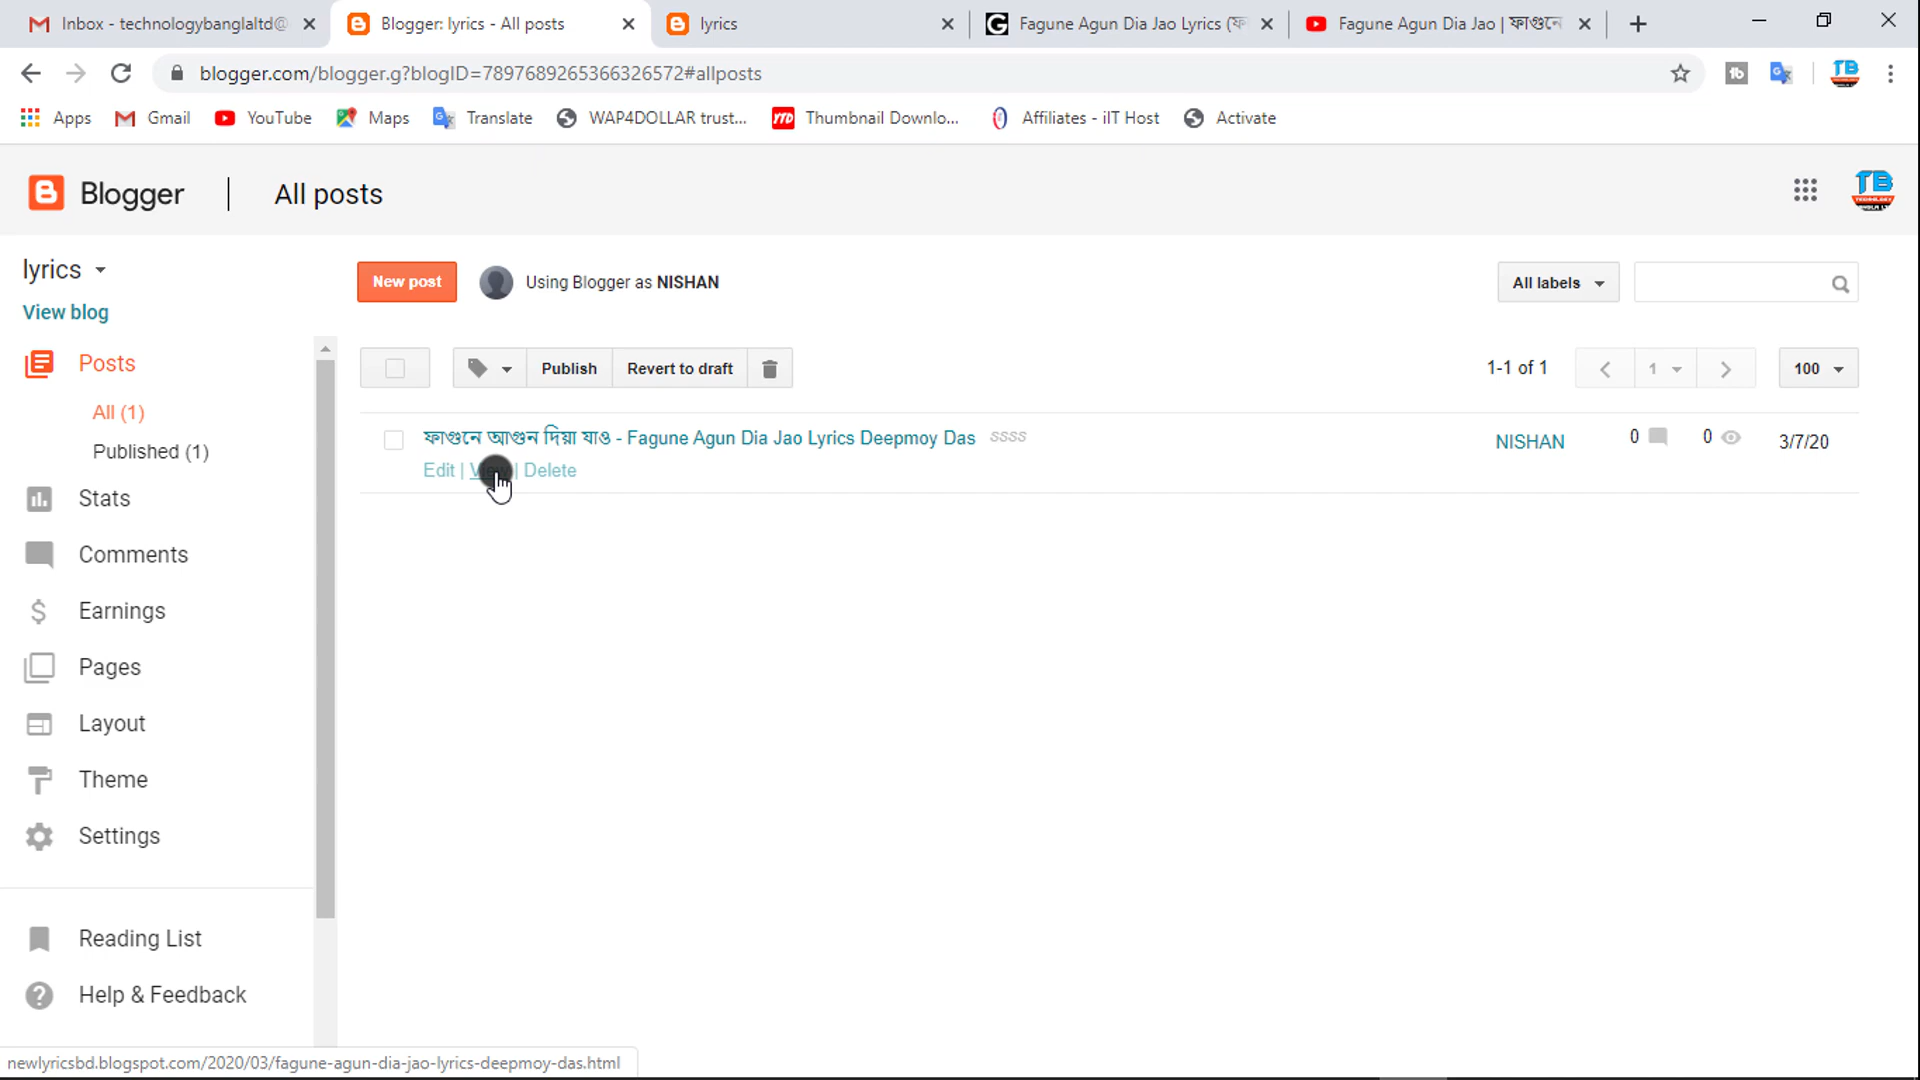 Inbox - technologybanglaltd@
Blogger: lyrics - All posts
lyrics
Fagune Agun Dia Jao Lyrics (ফ
Fagune Agun Dia Jao | ফাগুনে
blogger.com/blogger.g?blogID=7897689265366326572#allposts
Apps
Gmail
YouTube
Maps
Translate
WAP4DOLLAR trust...
Thumbnail Downlo...
Affiliates - iIT Host
Activate
Blogger
All posts
lyrics
View blog
New post
Using Blogger as NISHAN
All labels
Publish
Revert to draft
1-1 of 1
1
100
ফাগুনে আগুন দিয়া যাও - Fagune Agun Dia Jao Lyrics Deepmoy Das ssss
Edit | View | Delete
NISHAN
0
0
3/7/20
Posts
All (1)
Published (1)
Stats
Comments
Earnings
Pages
Layout
Theme
Settings
Reading List
Help & Feedback
newlyricsbd.blogspot.com/2020/03/fagune-agun-dia-jao-lyrics-deepmoy-das.html